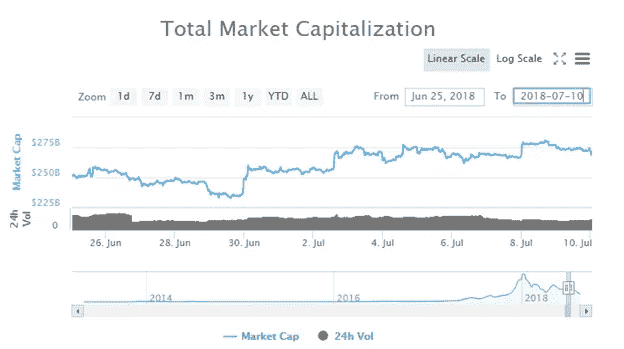 Total Market Capitalization
Linear Scale Log Scale
Zoom 1d 7d 1m 3m 1y YTD ALL From Jun 25, 2018 To 2018-07-10
Market Cap
$275B
$250B
$225B
24h Vol
0
26. Jun 28. Jun 30. Jun 2. Jul 4. Jul 6. Jul 8. Jul 10. Jul
2014 2016 2018
Market Cap 24h Vol